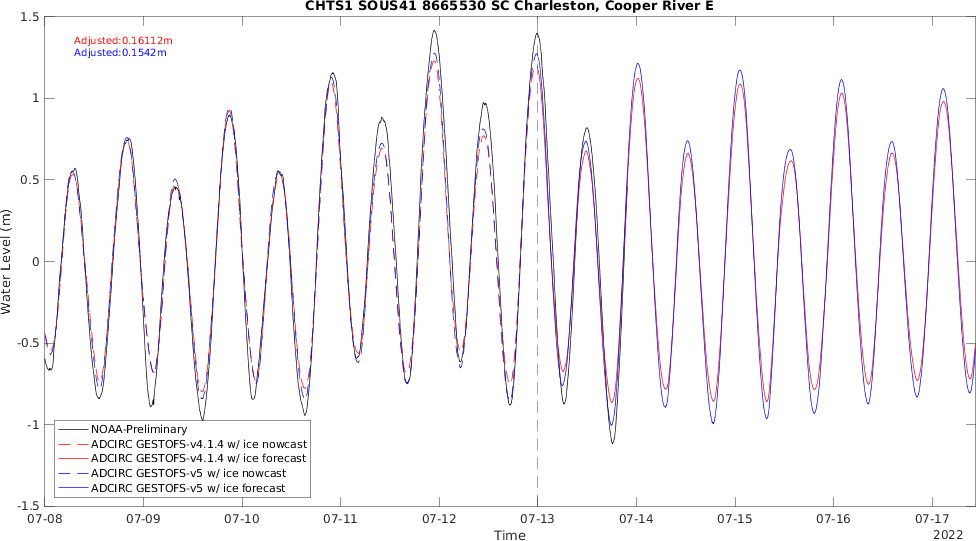 CHTS1 SOUS41 8665530 SC Charleston, Cooper River E
Adjusted:0.16112m
Adjusted:0.1542m
1.5
1
0.5
0
-0.5
-1
-1.5
Water Level (m)
NOAA-Preliminary
ADCIRC GESTOFS-v4.1.4 w/ ice nowcast
ADCIRC GESTOFS-v4.1.4 w/ ice forecast
ADCIRC GESTOFS-v5 w/ ice nowcast
ADCIRC GESTOFS-v5 w/ ice forecast
07-08 07-09 07-10 07-11 07-12 07-13 07-14 07-15 07-16 07-17
Time
2022